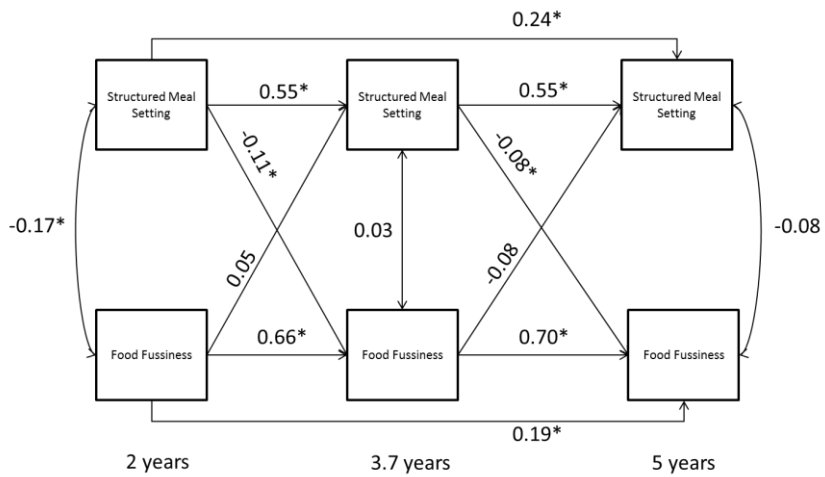 0.24*
Structured Meal
Setting
0.55*
Structured Meal
Setting
0.55*
Structured Meal
Setting
-0.11*
-0.08*
-0.17*
0.03
-0.08
0.05
-0.08
Food Fussiness
0.66*
Food Fussiness
0.70*
Food Fussiness
0.19*
2 years
3.7 years
5 years